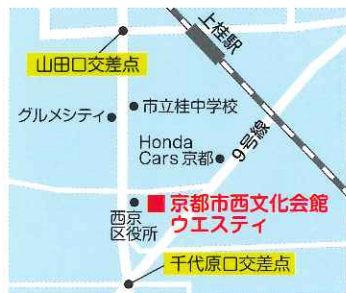 上桂駅
山田口交差点
市立桂中学校
グルメシティ
Honda
Cars 京都
9号線
京都市西文化会館
ウエスティ
西京
区役所
千代原口交差点